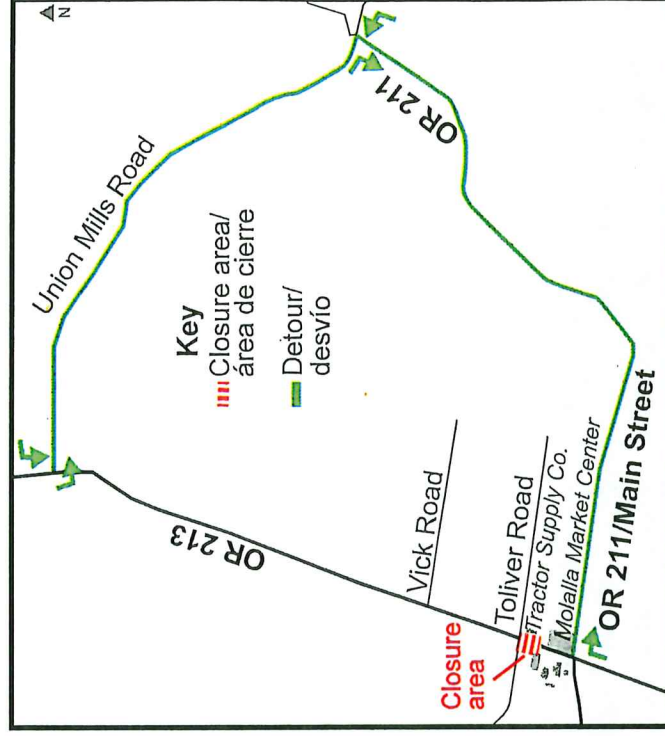 N
Union Mills Road
OR 211
Key
Closure area/
área de cierre
Detour/
desvío
OR 213
Vick Road
Toliver Road
Tractor Supply Co.
Molalla Market Center
Closure
area
OR 211/Main Street